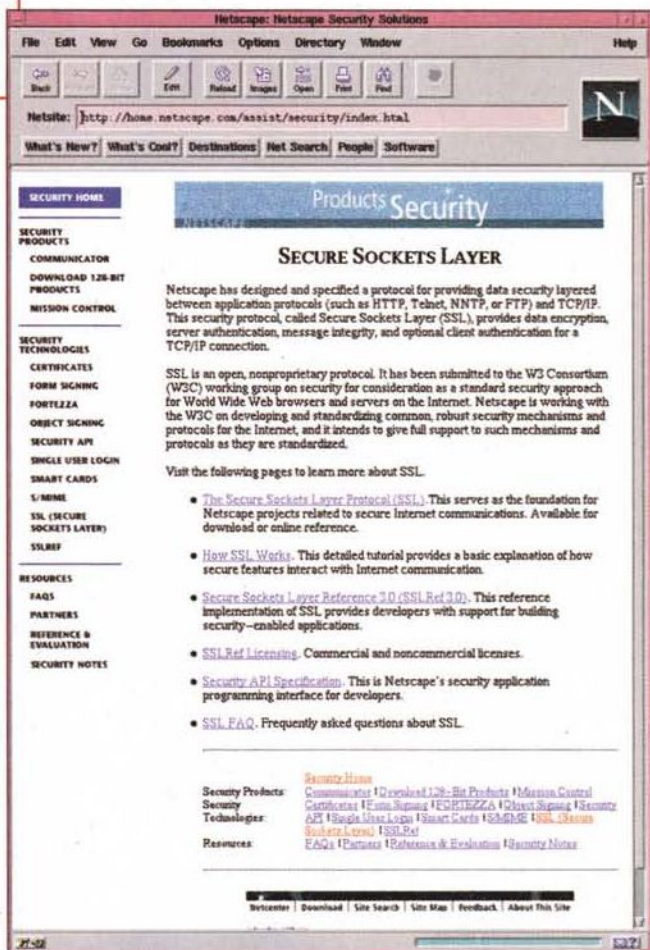 Netscape: Netscape Security Solutions
File Edit View Go Bookmarks Options Directory Window Help
Back Edit Reload Images Open Print Find
N
Netsite: http://home.netscape.com/assist/security/index.html
What's New? What's Cool? Destinations Net Search People Software
SECURITY HOME
SECURITY
PRODUCTS
COMMUNICATOR
DOWNLOAD 128-BIT
PRODUCTS
MISSION CONTROL
SECURITY
TECHNOLOGIES
CERTIFICATES
FORM SIGNING
FORTEZZA
OBJECT SIGNING
SECURITY API
SINGLE USER LOGIN
SMART CARDS
S/MIME
SSL (SECURE
SOCKETS LAYER)
SSLREF
RESOURCES
FAQS
PARTNERS
REFERENCE &
EVALUATION
SECURITY NOTES
Products Security
NETSCAPE
SECURE SOCKETS LAYER
Netscape has designed and specified a protocol for providing data security layered
between application protocols (such as HTTP, Telnet, NNTP, or FTP) and TCP/IP.
This security protocol, called Secure Sockets Layer (SSL), provides data encryption,
server authentication, message integrity, and optional client authentication for a
TCP/IP connection.
SSL is an open, nonproprietary protocol. It has been submitted to the W3 Consortium
(W3C) working group on security for consideration as a standard security approach
for World Wide Web browsers and servers on the Internet. Netscape is working with
the W3C on developing and standardizing common, robust security mechanisms and
protocols for the Internet, and it intends to give full support to such mechanisms and
protocols as they are standardized.
Visit the following pages to learn more about SSL.
• The Secure Sockets Layer Protocol (SSL). This serves as the foundation for
Netscape projects related to secure Internet communications. Available for
download or online reference.
• How SSL Works. This detailed tutorial provides a basic explanation of how
secure features interact with Internet communication.
• Secure Sockets Layer Reference 3.0 (SSLRef 3.0). This reference
implementation of SSL provides developers with support for building
security-enabled applications.
• SSLRef Licensing. Commercial and noncommercial licenses.
• Security API Specification. This is Netscape's security application
programming interface for developers.
• SSL FAQ. Frequently asked questions about SSL.
Security Home
Security Products: Communicator | Download 128-Bit Products | Mission Control
Security Certificates | Form Signing | FORTEZZA | Object Signing | Security
Technologies: API | Single User Login | Smart Cards | S/MIME | SSL (Secure
Sockets Layer) | SSLRef
Resources: FAQs | Partners | Reference & Evaluation | Security Notes
Netcenter | Download | Site Search | Site Map | Feedback | About This Site